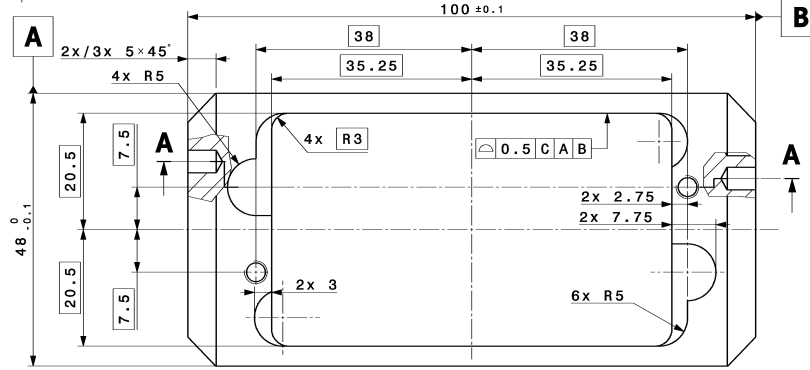 100 ±0.1
A
B
38
38
2x/3x 5×45°
35.25
35.25
4x R5
4x R3
⌓ 0.5 C A B
A
A
7.5
20.5
2x 2.75
48 0 -0.1
2x 7.75
20.5
7.5
2x 3
6x R5